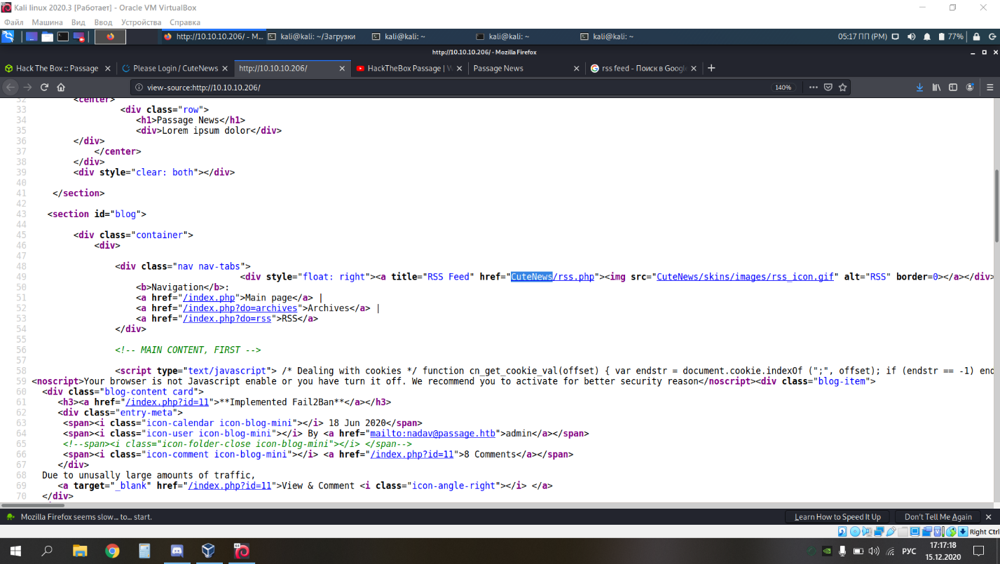 Kali linux 2020.3 [Работает] - Oracle VM VirtualBox
Файл Машина Вид Ввод Устройства Справка
http://10.10.10.206/ - M... kali@kali: ~/Загрузки kali@kali: ~ kali@kali: ~ kali@kali: ~ 05:17 ПП (PM) 77%
http://10.10.10.206/ - Mozilla Firefox
Hack The Box :: Passage Please Login / CuteNews http://10.10.10.206/ HackTheBox Passage | Passage News rss feed - Поиск в Google
view-source:http://10.10.10.206/ 140%
32 <center>
33 <div class="row">
34 <h1>Passage News</h1>
35 <div>Lorem ipsum dolor</div>
36 </div>
37 </center>
38 </div>
39 <div style="clear: both"></div>
40
41 </section>
42
43 <section id="blog">
44
45 <div class="container">
46 <div>
47
48 <div class="nav nav-tabs">
49 <div style="float: right"><a title="RSS Feed" href="CuteNews/rss.php"><img src="CuteNews/skins/images/rss_icon.gif" alt="RSS" border=0></a></div>
50 <b>Navigation</b>:
51 <a href="/index.php">Main page</a> |
52 <a href="/index.php?do=archives">Archives</a> |
53 <a href="/index.php?do=rss">RSS</a>
54 </div>
55
56 <!-- MAIN CONTENT, FIRST -->
57
58 <script type="text/javascript"> /* Dealing with cookies */ function cn_get_cookie_val(offset) { var endstr = document.cookie.indexOf (";", offset); if (endstr == -1) end
59 <noscript>Your browser is not Javascript enable or you have turn it off. We recommend you to activate for better security reason</noscript><div class="blog-item">
60 <div class="blog-content card">
61 <h3><a href="/index.php?id=11">**Implemented Fail2Ban**</a></h3>
62 <div class="entry-meta">
63 <span><i class="icon-calendar icon-blog-mini"></i> 18 Jun 2020</span>
64 <span><i class="icon-user icon-blog-mini"></i> By <a href="mailto:nadav@passage.htb">admin</a></span>
65 <!--span><i class="icon-folder-close icon-blog-mini"></i> </span-->
66 <span><i class="icon-comment icon-blog-mini"></i> <a href="/index.php?id=11">8 Comments</a></span>
67 </div>
68 Due to unusally large amounts of traffic,
69 <a target="_blank" href="/index.php?id=11">View & Comment <i class="icon-angle-right"></i> </a>
70 </div>
Mozilla Firefox seems slow... to... start. Learn How to Speed It Up Don't Tell Me Again
Right Ctrl
РУС 17:17:18
15.12.2020